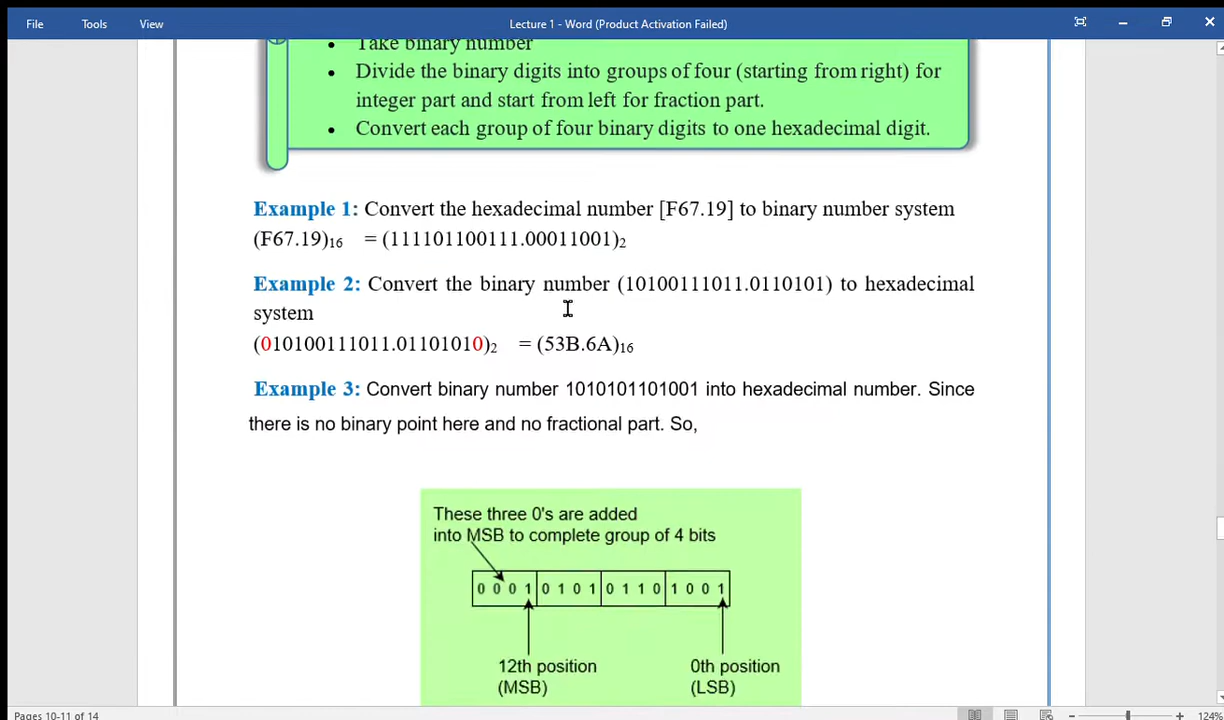 File Tools View Lecture 1 - Word (Product Activation Failed)
• Take binary number
• Divide the binary digits into groups of four (starting from right) for
integer part and start from left for fraction part.
• Convert each group of four binary digits to one hexadecimal digit.
Example 1: Convert the hexadecimal number [F67.19] to binary number system
(F67.19)16 = (111101100111.00011001)2
Example 2: Convert the binary number (10100111011.0110101) to hexadecimal
system
(010100111011.01101010)2 = (53B.6A)16
Example 3: Convert binary number 1010101101001 into hexadecimal number. Since
there is no binary point here and no fractional part. So,
These three 0's are added
into MSB to complete group of 4 bits
0 0 0 1 0 1 0 1 0 1 1 0 1 0 0 1
12th position 0th position
(MSB) (LSB)
Pages 10-11 of 14 124%